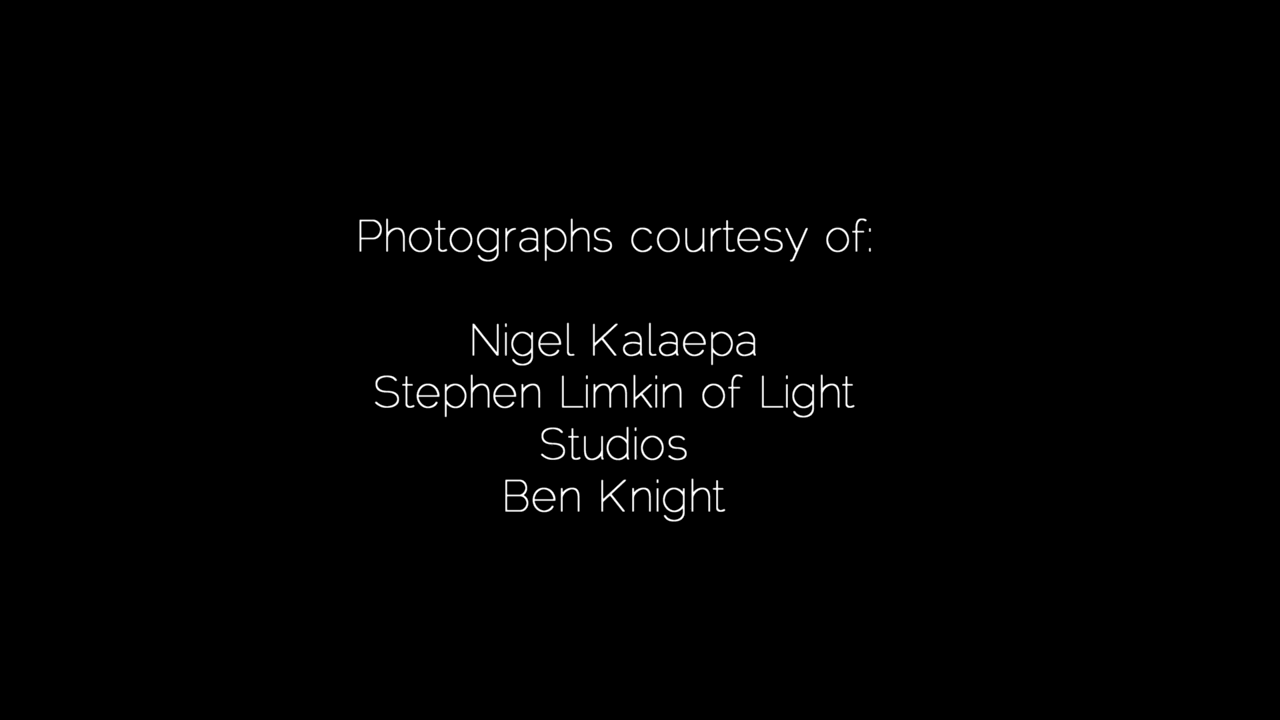 Photographs courtesy of:
Nigel Kalaepa
Stephen Limkin of Light
Studios
Ben Knight